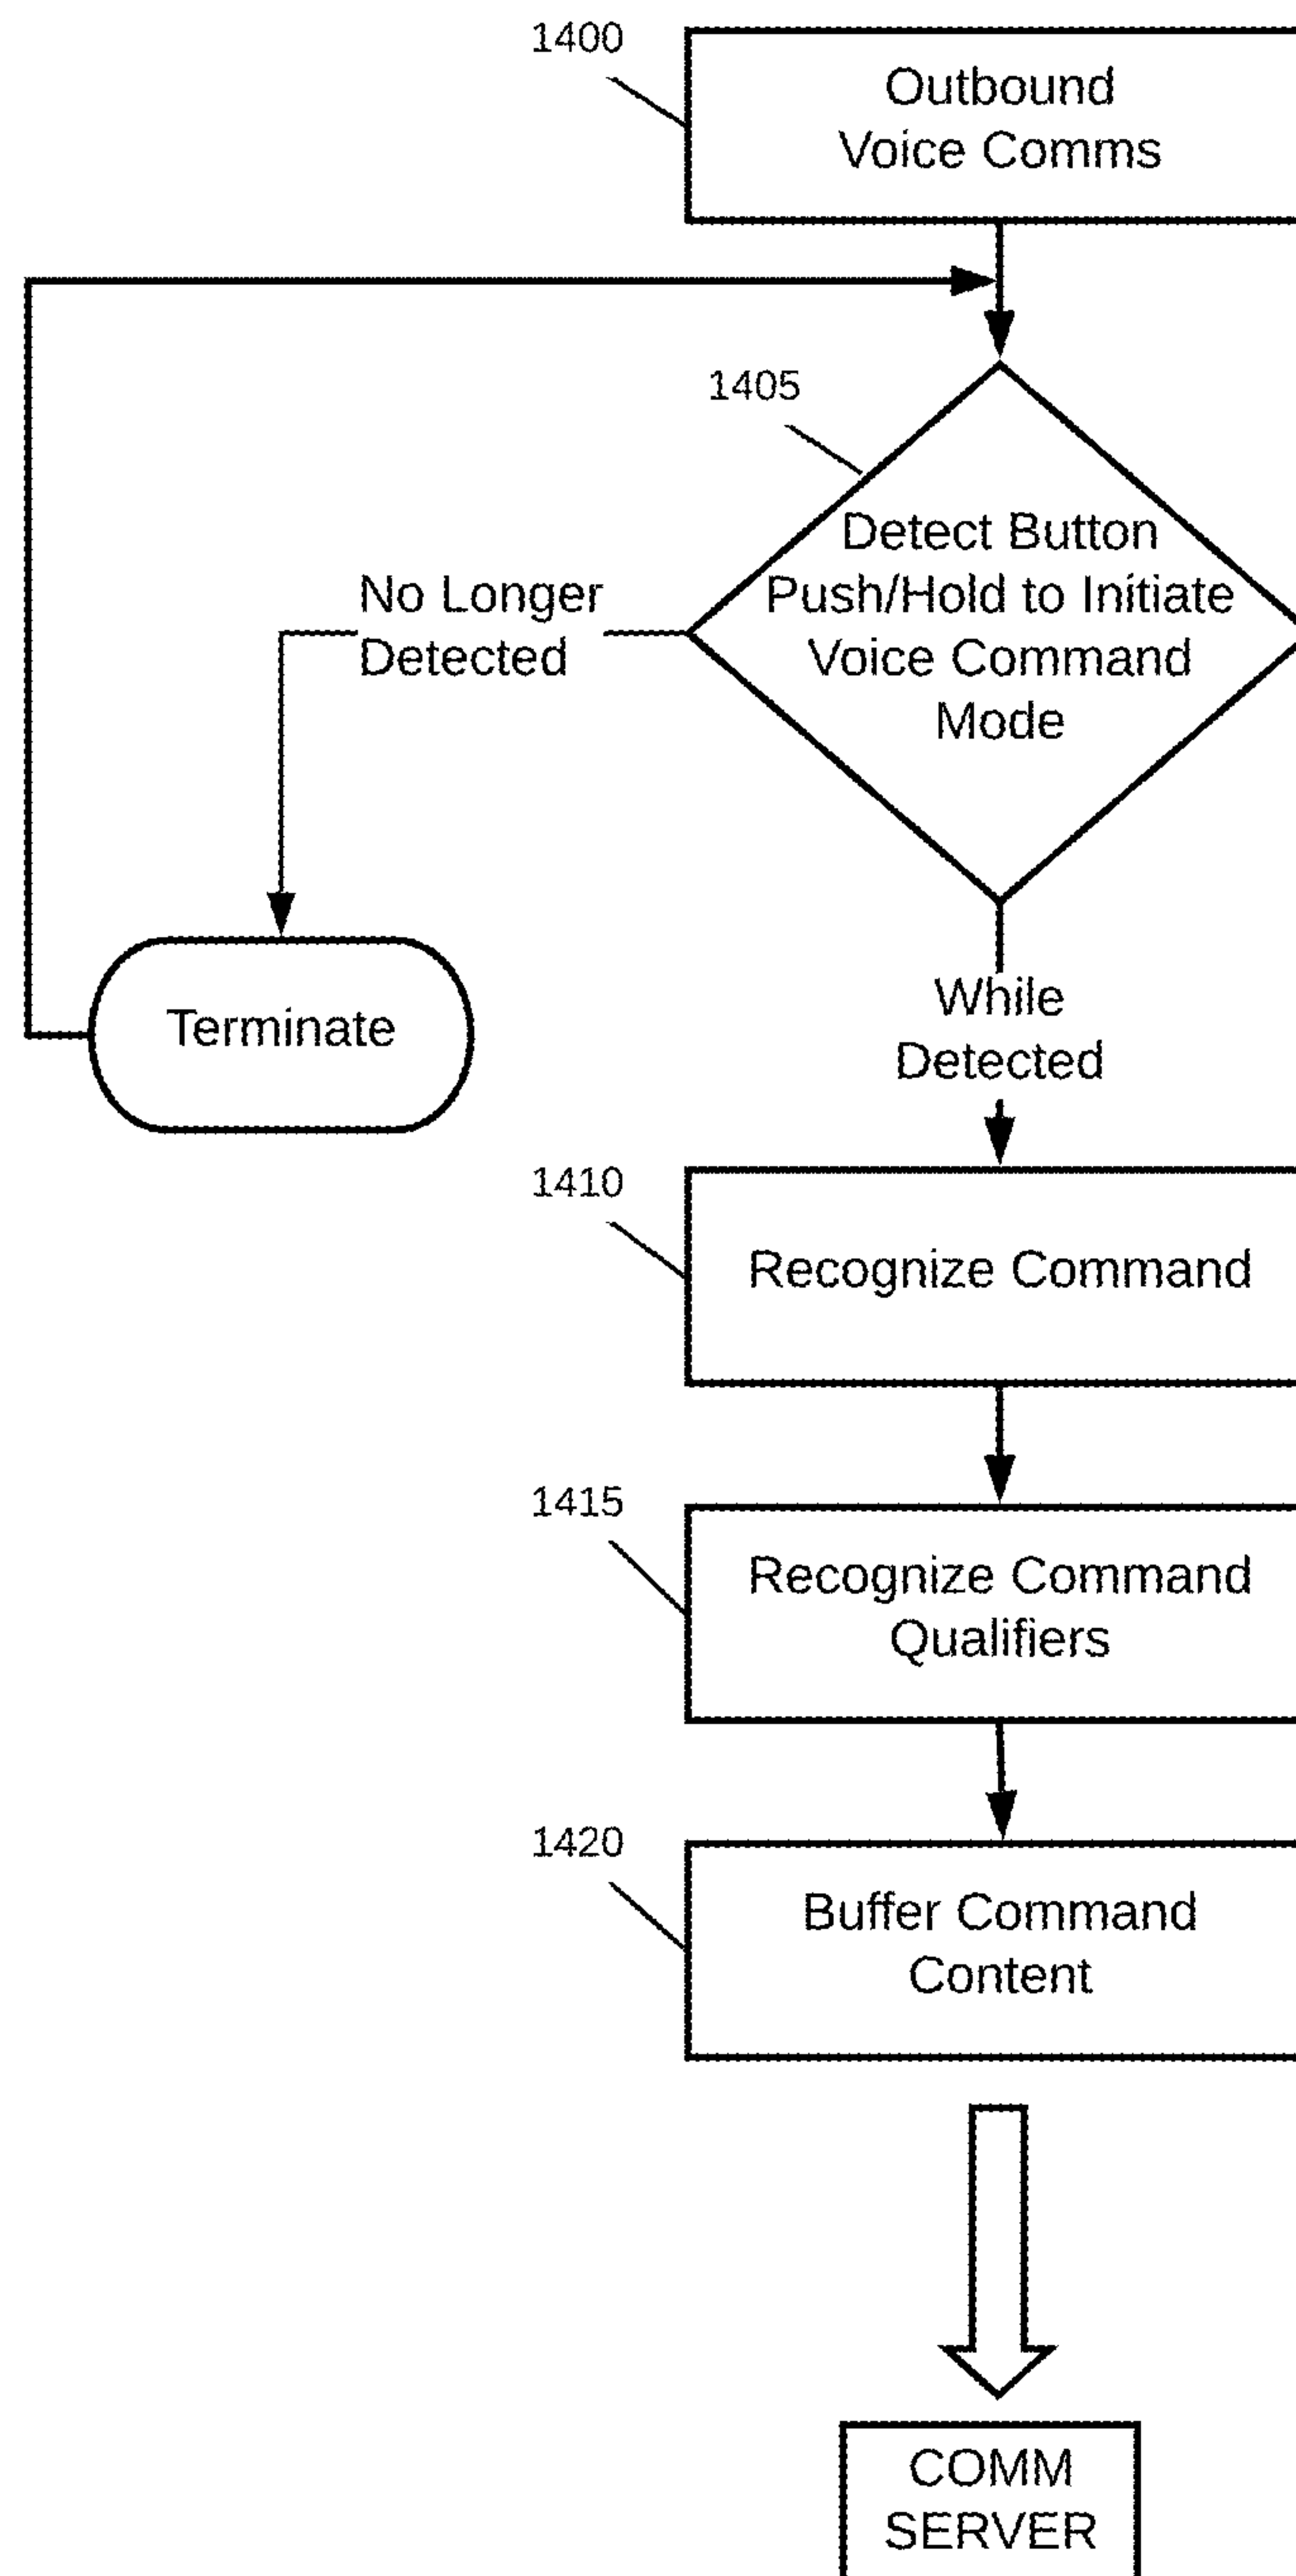 1400
Outbound
Voice Comms
1405
Detect Button
Push/Hold to Initiate
Voice Command
Mode
No Longer
Detected
Terminate
While
Detected
1410
Recognize Command
1415
Recognize Command
Qualifiers
1420
Buffer Command
Content
COMM
SERVER